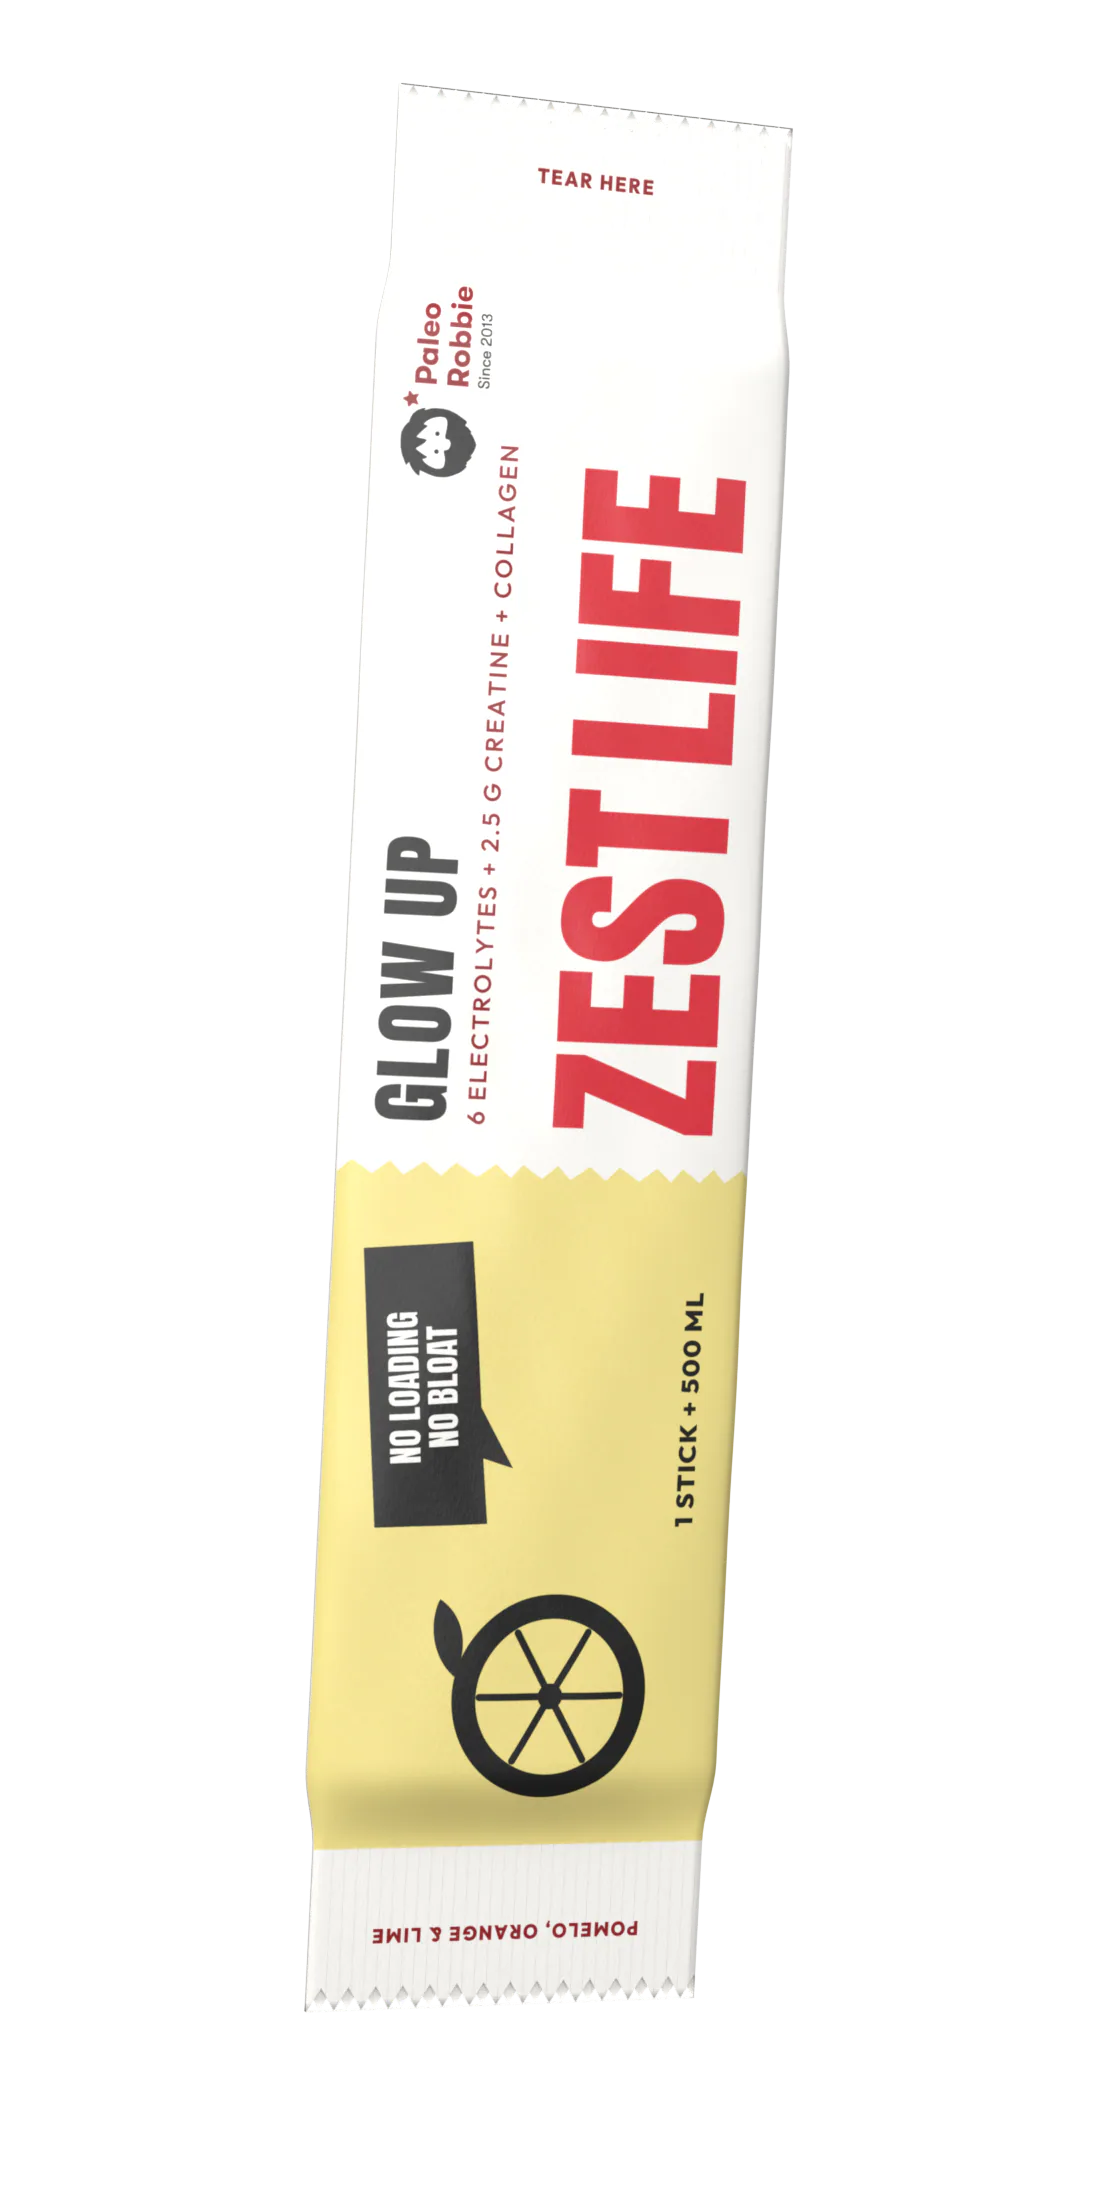 TEAR HERE
Paleo
Robbie
Since 2013
GLOW UP
6 ELECTROLYTES + 2.5 G CREATINE + COLLAGEN
ZEST LIFE
NO LOADING
NO BLOAT
1 STICK + 500 ML
POMELO, ORANGE & LIME